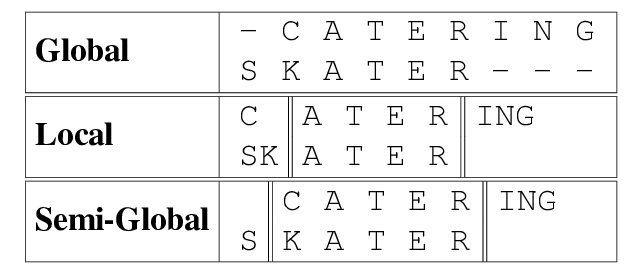 Global
- C A T E R I N G
S K A T E R - - -
Local
C A T E R ING
SK A T E R
Semi-Global
C A T E R ING
S K A T E R